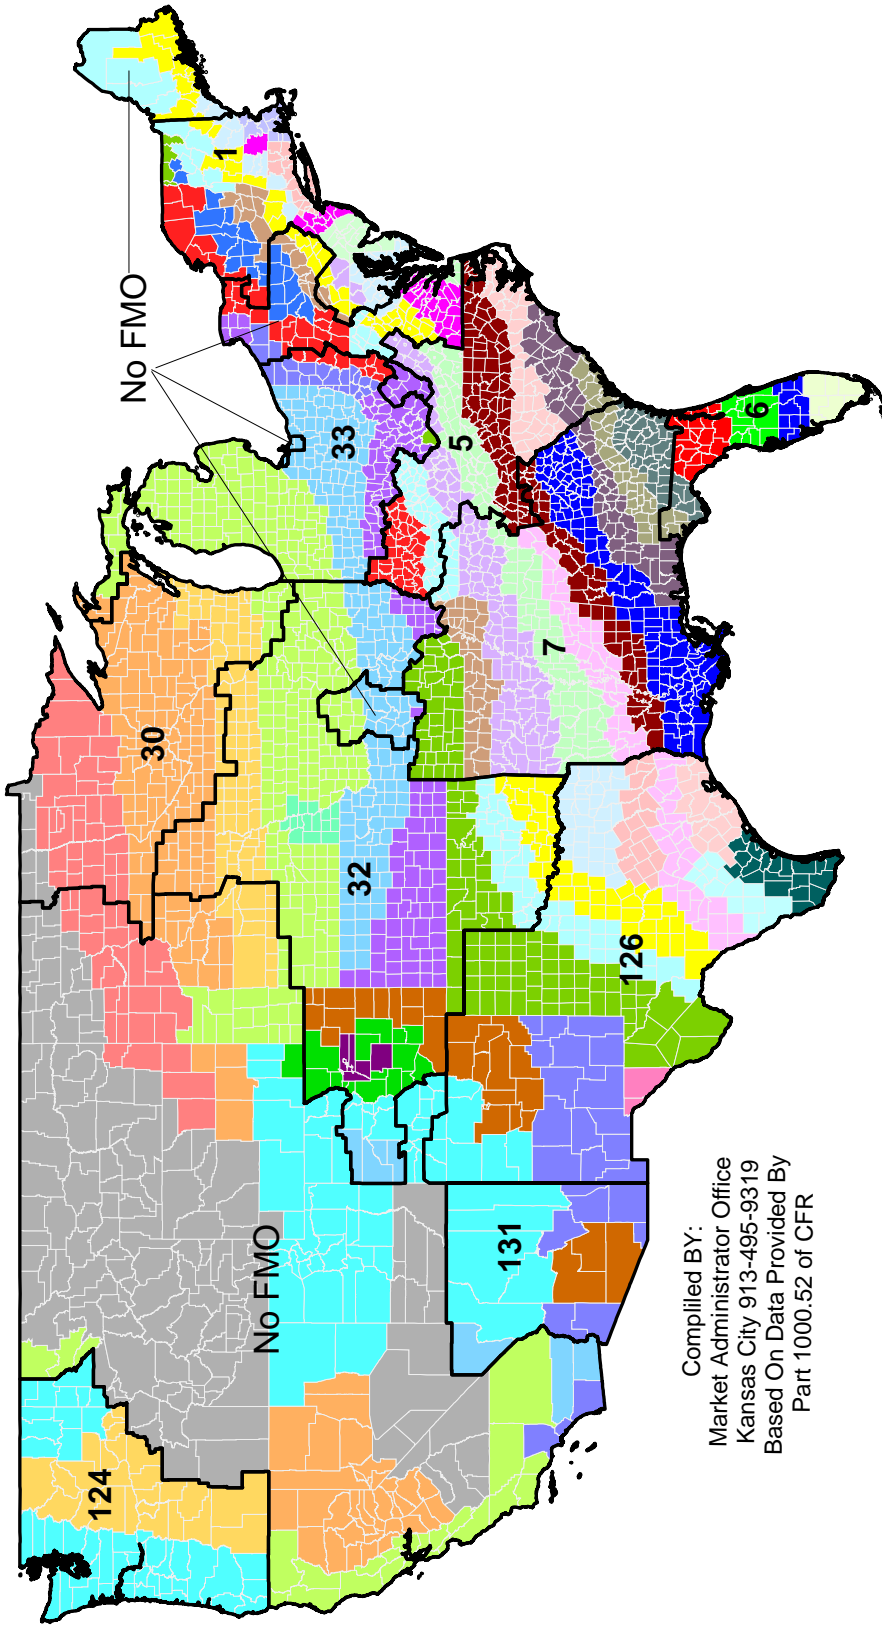 No FMO
1
33
5
6
30
7
32
126
No FMO
131
124
Compliled BY:
Market Administrator Office
Kansas City 913-495-9319
Based On Data Provided By
Part 1000.52 of CFR